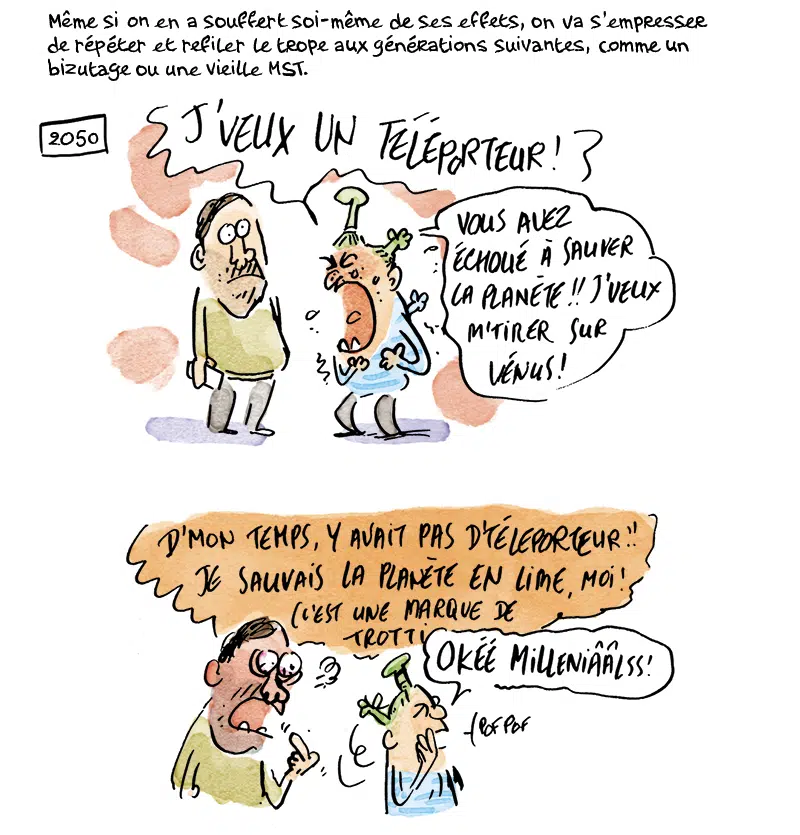 Même si on en a souffert soi-même de ses effets, on va s'empresser
de répéter et refiler le trope aux générations suivantes, comme un
bizutage ou une vieille MST.
2050
J'VEUX UN TÉLÉPORTEUR!
VOUS AVEZ
ÉCHOUÉ À SAUVER
LA PLANÈTE!! J'VEUX
M'TIRER SUR
VÉNUS!
D'MON TEMPS, Y AVAIT PAS D'TÉLEPORTEUR!!
JE SAUVAIS LA PLANÈTE EN LIME, MOI!
(C'EST UNE MARQUE DE
TROTTI
OKÉÉ MILLENIÂÂLSS!
POF POF